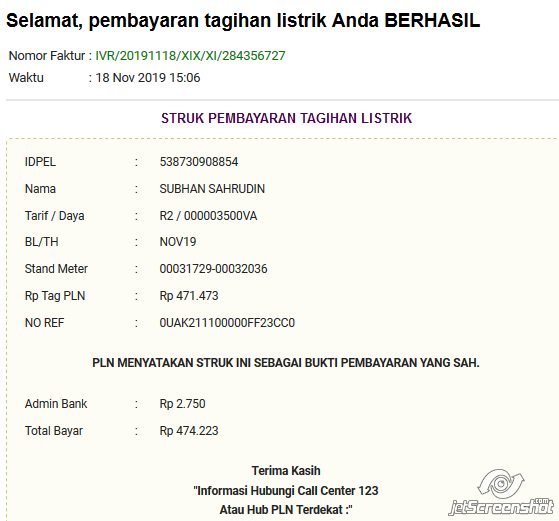 Selamat, pembayaran tagihan listrik Anda BERHASIL
Nomor Faktur : IVR/20191118/XIX/XI/284356727
Waktu : 18 Nov 2019 15:06
STRUK PEMBAYARAN TAGIHAN LISTRIK
IDPEL : 538730908854
Nama : SUBHAN SAHRUDIN
Tarif / Daya : R2 / 000003500VA
BL/TH : NOV19
Stand Meter : 00031729-00032036
Rp Tag PLN : Rp 471.473
NO REF : 0UAK211100000FF23CC0
PLN MENYATAKAN STRUK INI SEBAGAI BUKTI PEMBAYARAN YANG SAH.
Admin Bank : Rp 2.750
Total Bayar : Rp 474.223
Terima Kasih
"Informasi Hubungi Call Center 123
Atau Hub PLN Terdekat :"
jetScreenshot.com